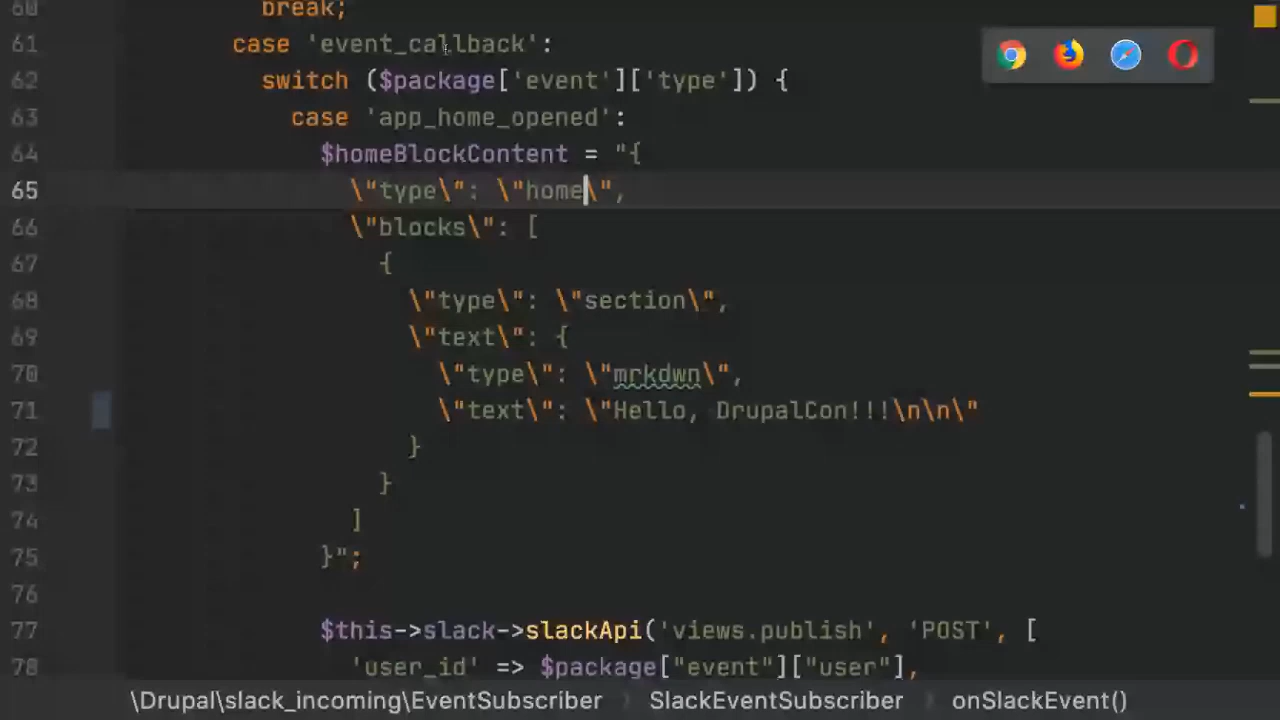 60 break;
61 case 'event_callback':
62 switch ($package['event']['type']) {
63 case 'app_home_opened':
64 $homeBlockContent = "{
65 \"type\": \"home\",
66 \"blocks\": [
67 {
68 \"type\": \"section\",
69 \"text\": {
70 \"type\": \"mrkdwn\",
71 \"text\": \"Hello, DrupalCon!!!\n\n\"
72 }
73 }
74 ]
75 }";
76
77 $this->slack->slackApi('views.publish', 'POST', [
78 'user_id' => $package["event"]["user"],
\Drupal\slack_incoming\EventSubscriber › SlackEventSubscriber › onSlackEvent()